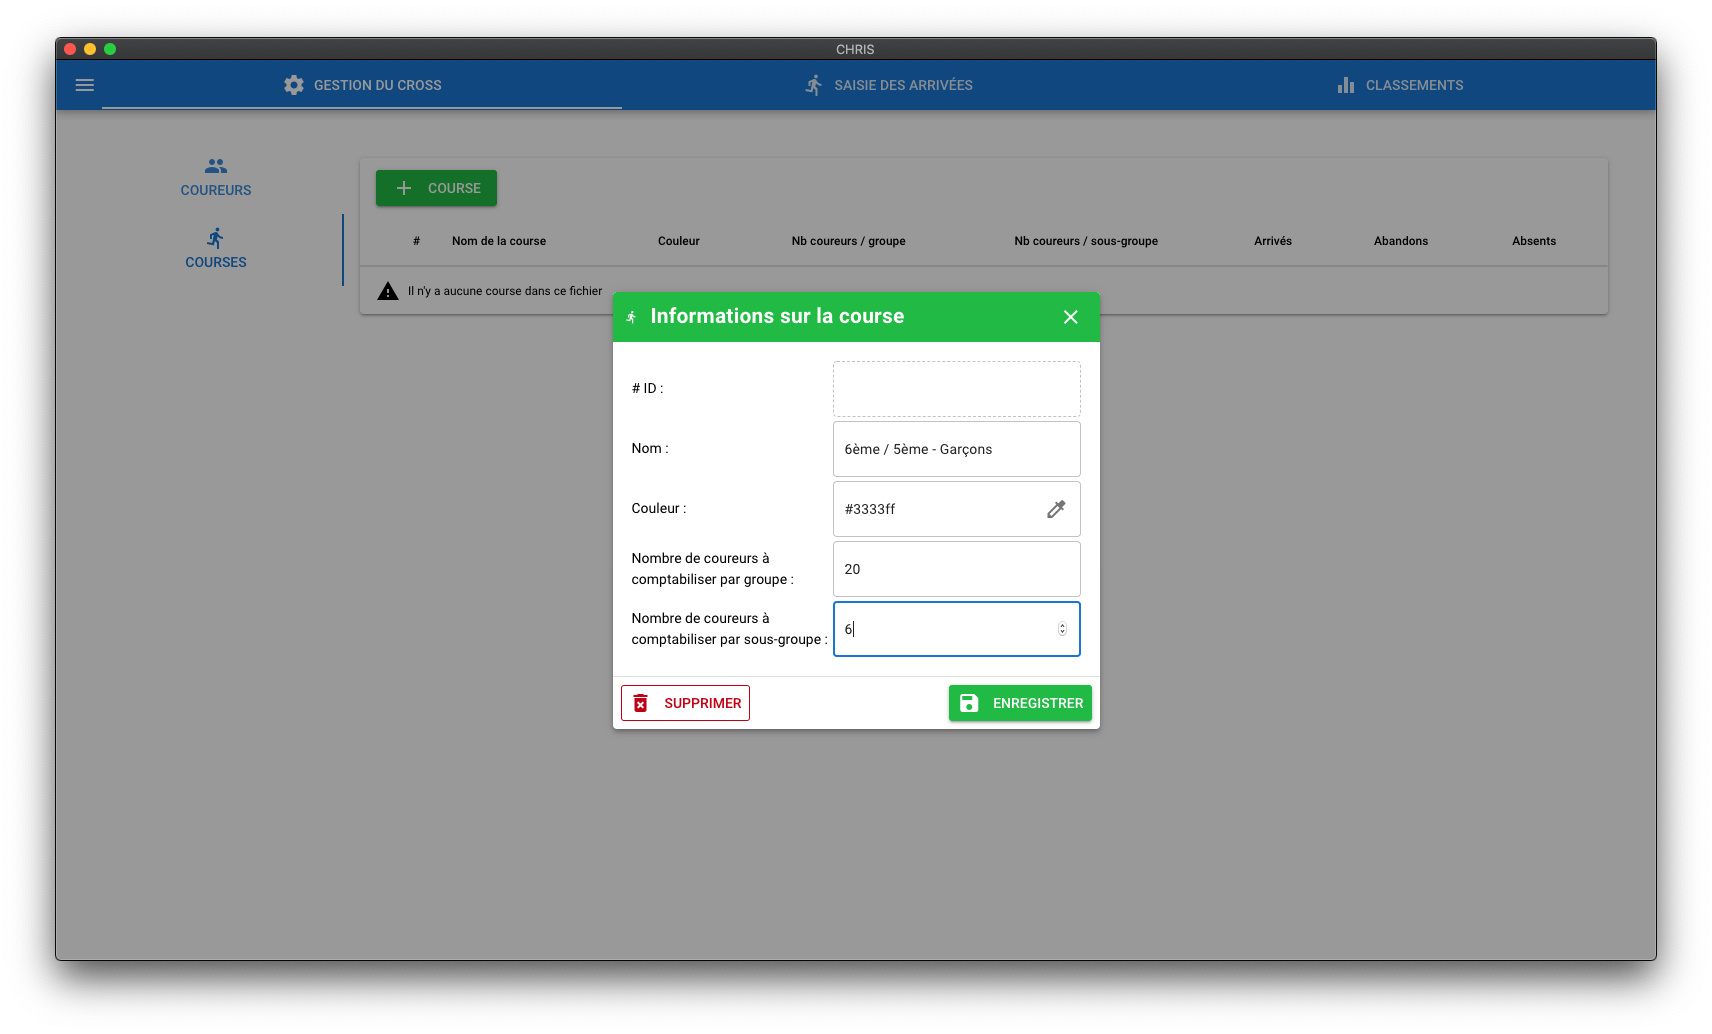 CHRIS
GESTION DU CROSS
SAISIE DES ARRIVÉES
CLASSEMENTS
COUREURS
COURSES
COURSE
# Nom de la course Couleur Nb coureurs / groupe Nb coureurs / sous-groupe Arrivés Abandons Absents
Il n'y a aucune course dans ce fichier
Informations sur la course
# ID :
Nom :
6ème / 5ème - Garçons
Couleur :
#3333ff
Nombre de coureurs à
comptabiliser par groupe :
20
Nombre de coureurs à
comptabiliser par sous-groupe :
6
SUPPRIMER
ENREGISTRER